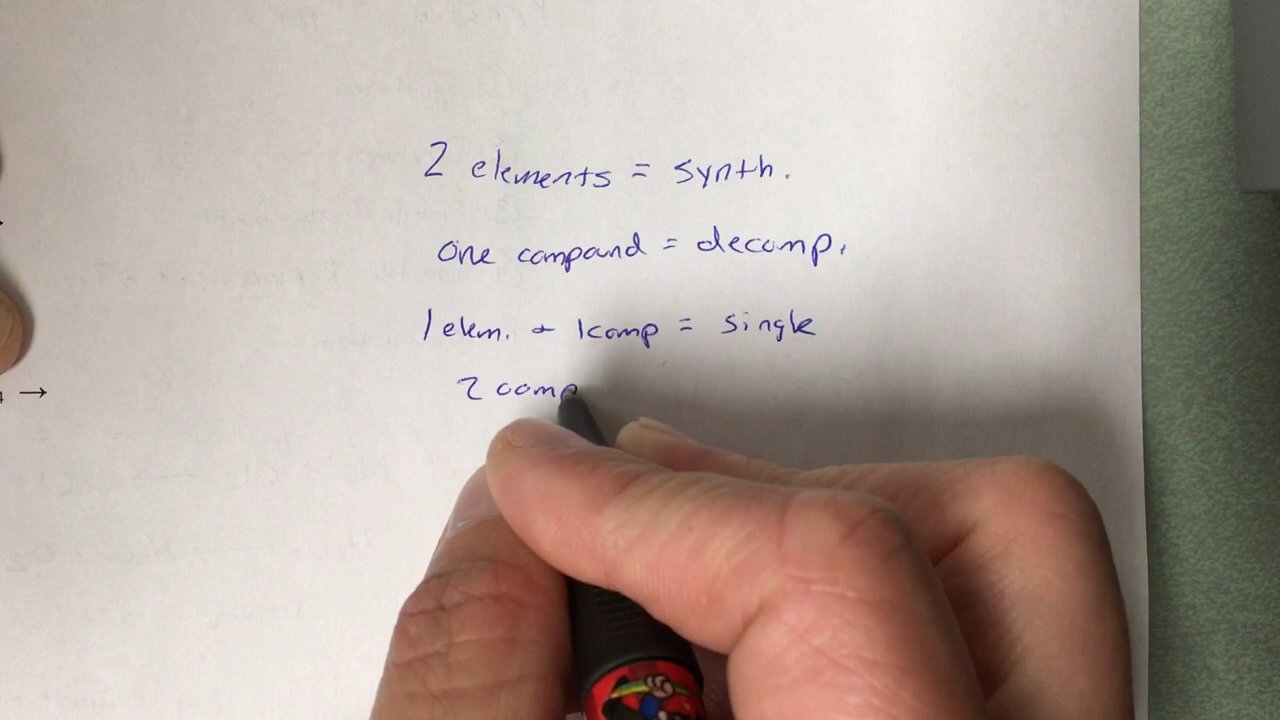 2 elements = synth.
one compound = decomp.
1 elem. + 1 comp = single
2 comp
→